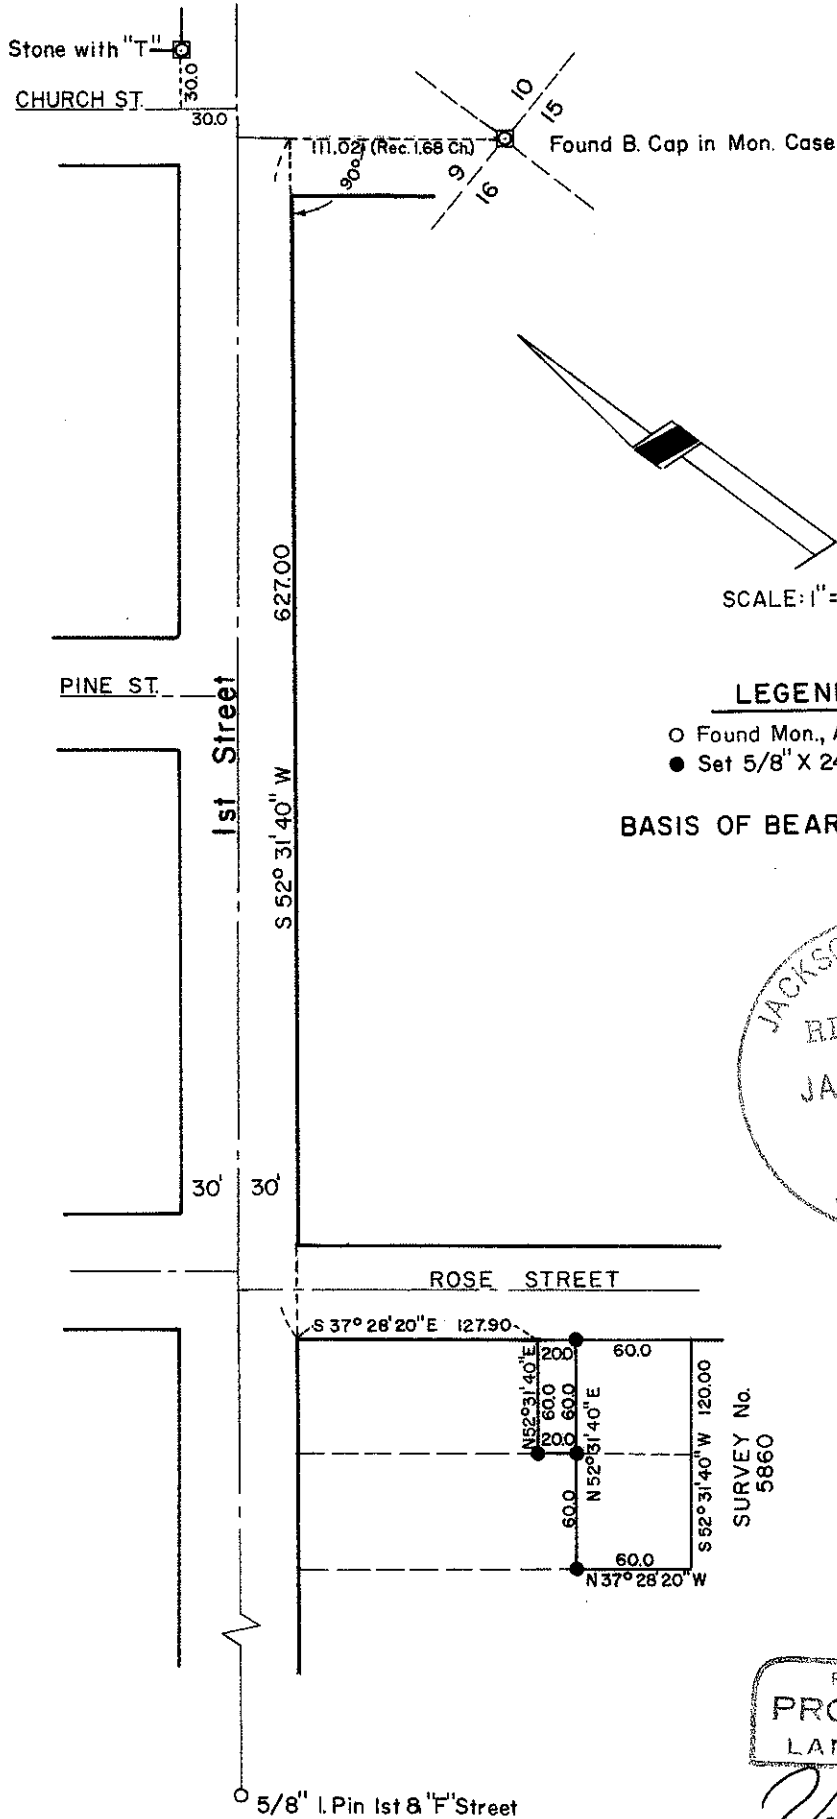 Stone with "T"
30.0
CHURCH ST.
30.0
10
15
9
16
111.02' (Rec. 1.68 Ch.)
Found B. Cap in Mon. Case
90°
627.00
SCALE: 1"=
PINE ST.
1st Street
LEGEN
O Found Mon.,
● Set 5/8" X 24
S 52° 31' 40" W
BASIS OF BEAR
JACKSO
JA
30'
30'
ROSE STREET
S 37° 28' 20" E 127.90
N 52° 31' 40" E
20.0
60.0
60.0
60.0
20.0
N 52° 31' 40" E
60.0
S 52° 31' 40" W 120.00
SURVEY No.
5860
60.0
N 37° 28' 20" W
PRO
LAN
5/8" I. Pin 1st & "F" Street